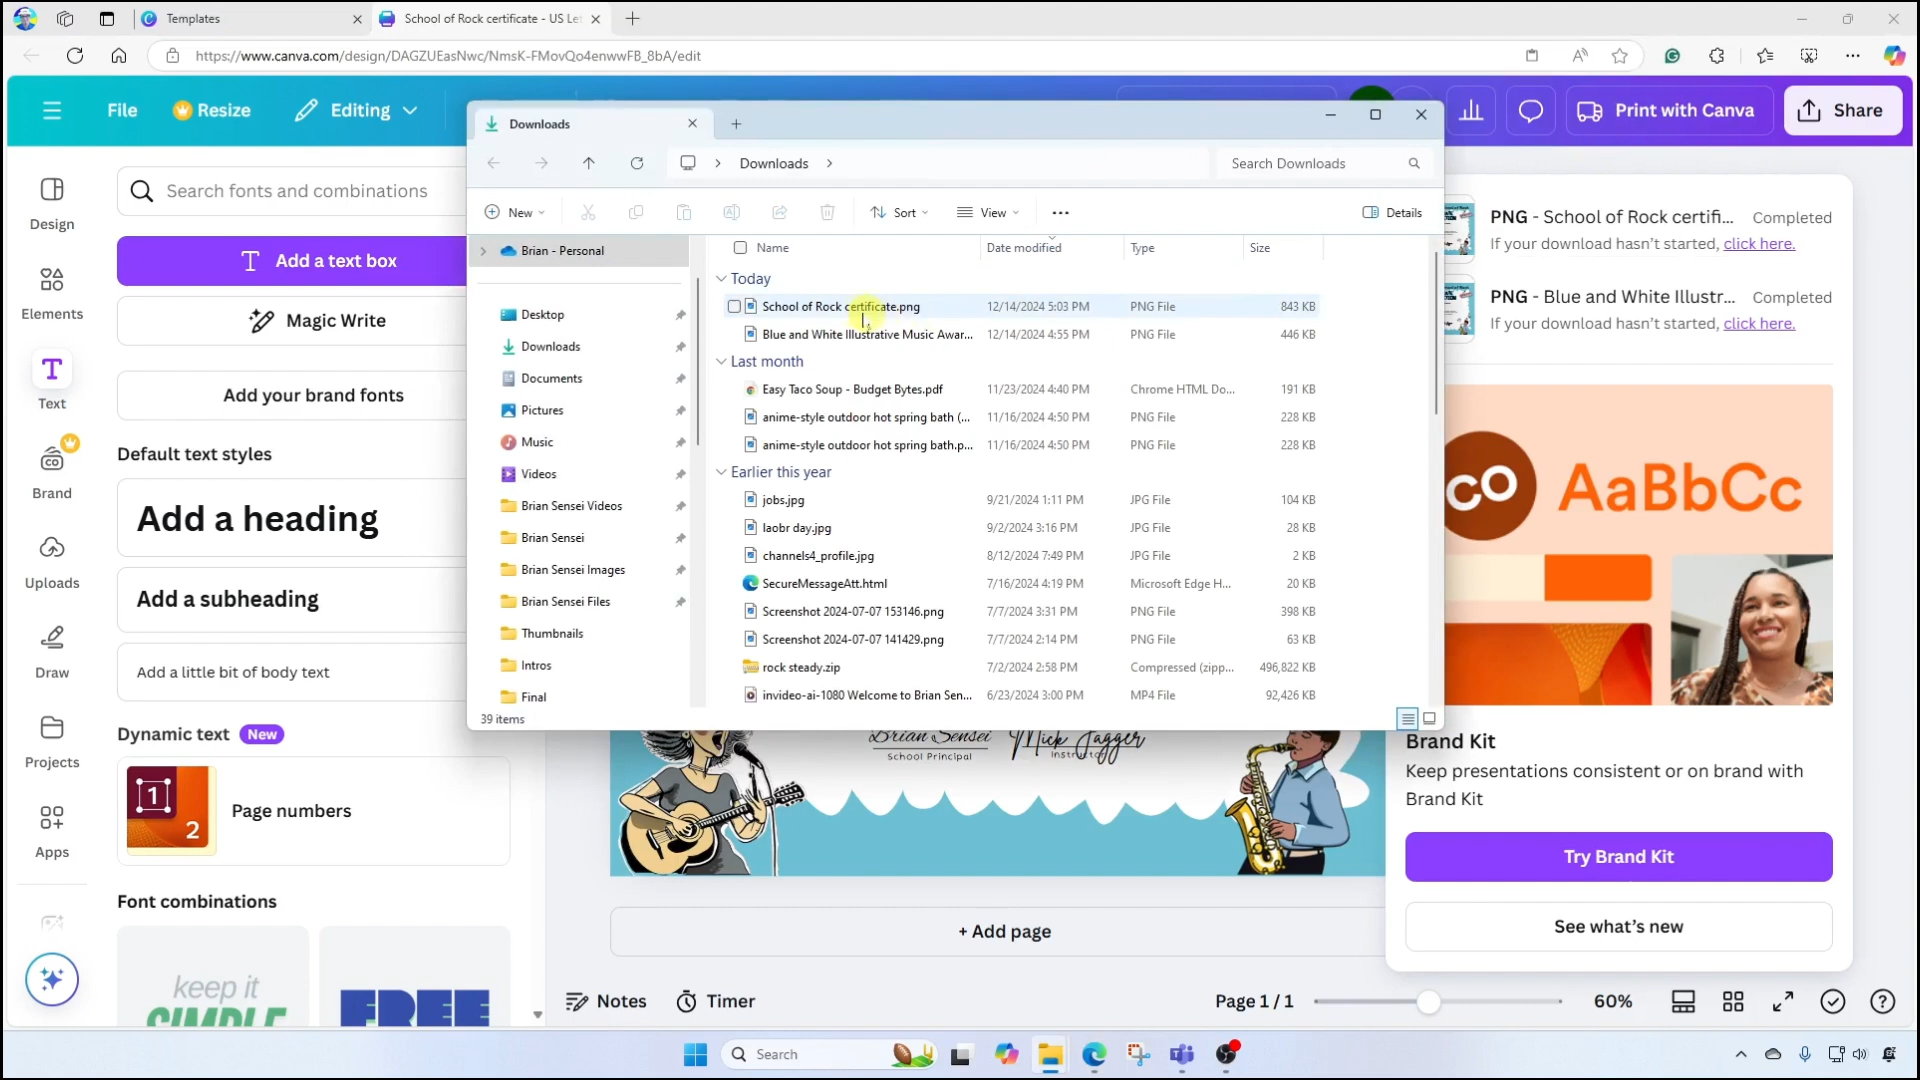 Templates
School of Rock certificate - US Let
https://www.canva.com/design/DAGZUEasNwc/NmsK-FMovQo4enwwFB_8bA/edit
File
Resize
Editing
Print with Canva
Share
Downloads
Downloads
Search Downloads
New
Sort
View
Details
Brian - Personal
Desktop
Downloads
Documents
Pictures
Music
Videos
Brian Sensei Videos
Brian Sensei
Brian Sensei Images
Brian Sensei Files
Thumbnails
Intros
Final
39 items
Name Date modified Type Size
Today
School of Rock certificate.png 12/14/2024 5:03 PM PNG File 843 KB
Blue and White Illustrative Music Awar... 12/14/2024 4:55 PM PNG File 446 KB
Last month
Easy Taco Soup - Budget Bytes.pdf 11/23/2024 4:40 PM Chrome HTML Do... 191 KB
anime-style outdoor hot spring bath (... 11/16/2024 4:50 PM PNG File 228 KB
anime-style outdoor hot spring bath.p... 11/16/2024 4:50 PM PNG File 228 KB
Earlier this year
jobs.jpg 9/21/2024 1:11 PM JPG File 104 KB
laobr day.jpg 9/2/2024 3:16 PM JPG File 28 KB
channels4_profile.jpg 8/12/2024 7:49 PM JPG File 2 KB
SecureMessageAtt.html 7/16/2024 4:19 PM Microsoft Edge H... 20 KB
Screenshot 2024-07-07 153146.png 7/7/2024 3:31 PM PNG File 398 KB
Screenshot 2024-07-07 141429.png 7/7/2024 2:14 PM PNG File 63 KB
rock steady.zip 7/2/2024 2:58 PM Compressed (zipp... 496,822 KB
invideo-ai-1080 Welcome to Brian Sen... 6/23/2024 3:00 PM MP4 File 92,426 KB
Design
Elements
Text
Brand
Uploads
Draw
Projects
Apps
Search fonts and combinations
Add a text box
Magic Write
Add your brand fonts
Default text styles
Add a heading
Add a subheading
Add a little bit of body text
Dynamic text New
1
2
Page numbers
Font combinations
keep it
SIMPLE
FREE
Brian Sensei Mick Jagger
School Principal Instructor
+ Add page
PNG - School of Rock certifi... Completed
If your download hasn't started, click here.
PNG - Blue and White Illustr... Completed
If your download hasn't started, click here.
co AaBbCc
Brand Kit
Keep presentations consistent or on brand with
Brand Kit
Try Brand Kit
See what's new
Notes
Timer
Page 1 / 1
60%
Search